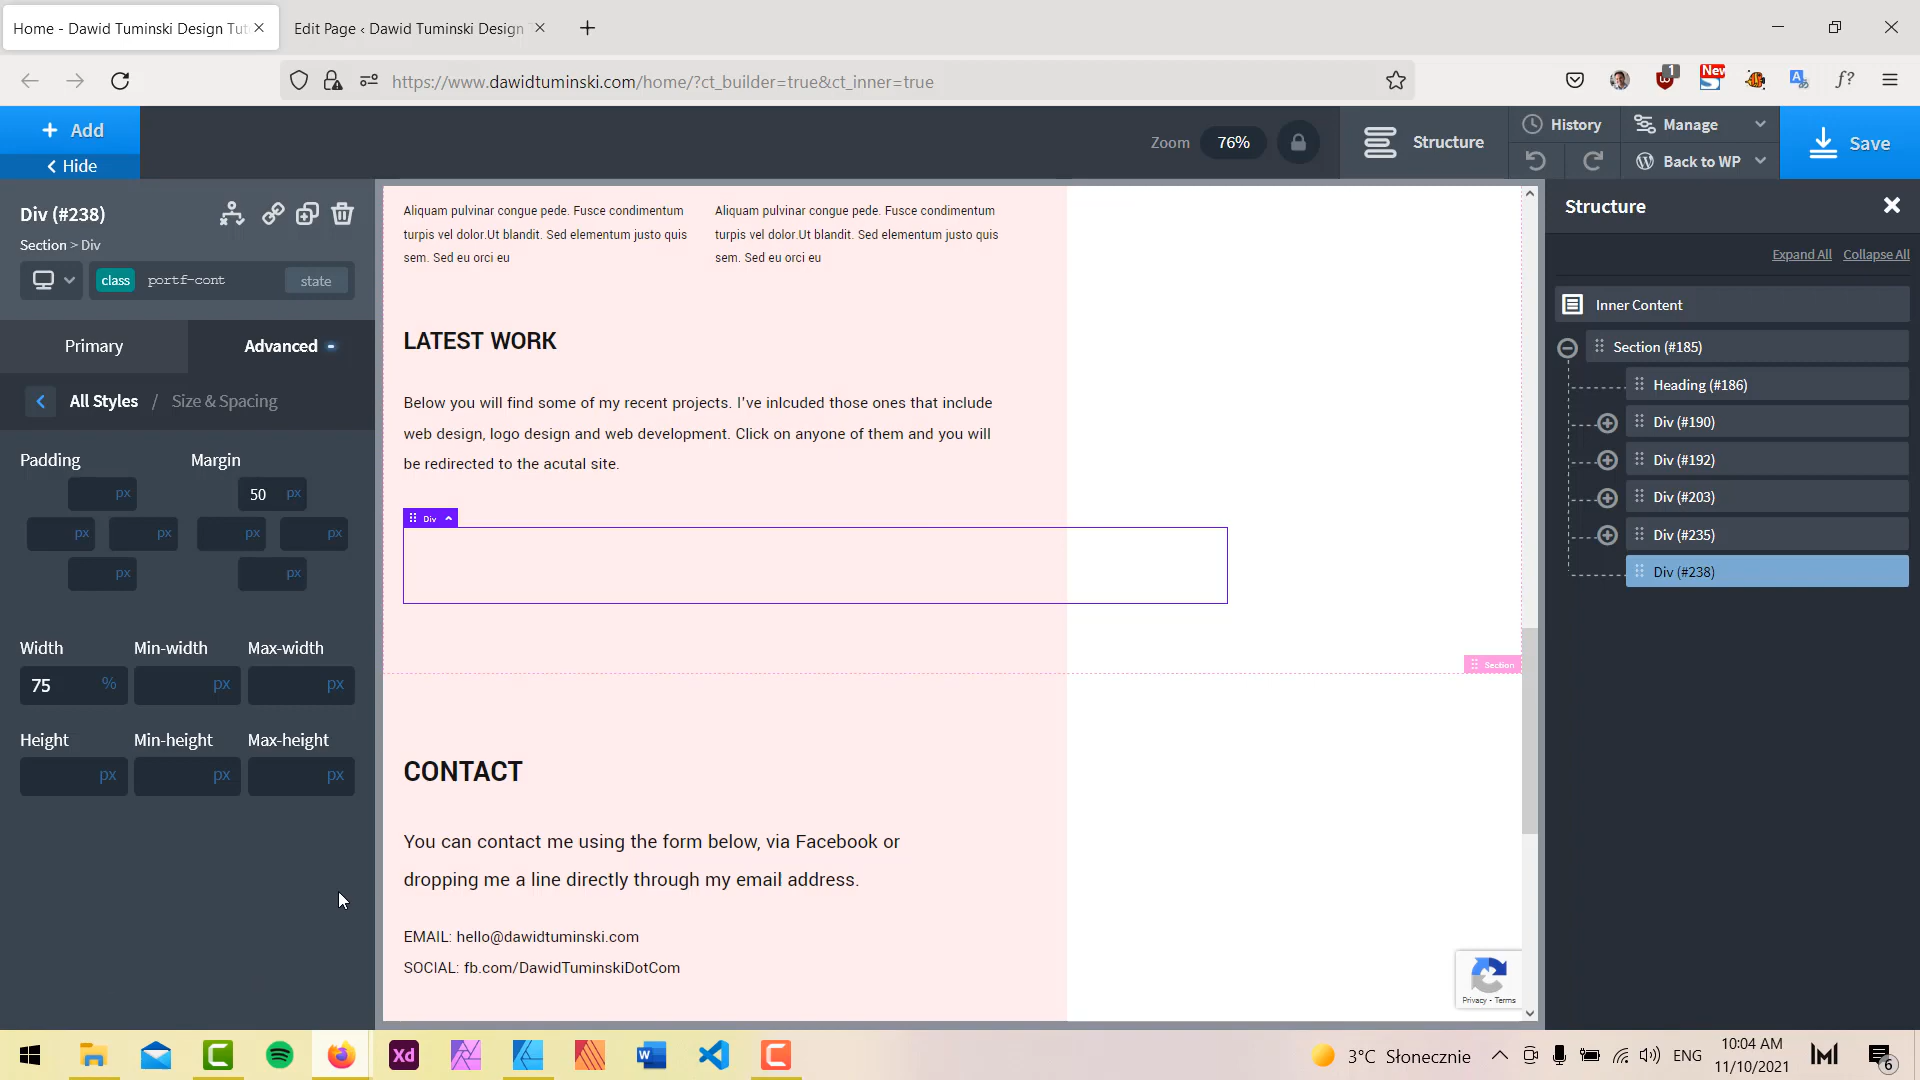 Home - Dawid Tuminski Design Tut
Edit Page ‹ Dawid Tuminski Design T
https://www.dawidtuminski.com/home/?ct_builder=true&ct_inner=true
1
New
f?
+ Add
Hide
Zoom
76%
Structure
History
Manage
Back to WP
Save
Div (#238)
Section > Div
class
portf-cont
state
Primary
Advanced
All Styles / Size & Spacing
Padding
Margin
px
50 px
px
px
px
px
px
px
Width
Min-width
Max-width
75 %
px
px
Height
Min-height
Max-height
px
px
px
Aliquam pulvinar congue pede. Fusce condimentum
turpis vel dolor.Ut blandit. Sed elementum justo quis
sem. Sed eu orci eu
Aliquam pulvinar congue pede. Fusce condimentum
turpis vel dolor.Ut blandit. Sed elementum justo quis
sem. Sed eu orci eu
LATEST WORK
Below you will find some of my recent projects. I've inlcuded those ones that include
web design, logo design and web development. Click on anyone of them and you will
be redirected to the acutal site.
Div
Section
CONTACT
You can contact me using the form below, via Facebook or
dropping me a line directly through my email address.
EMAIL: hello@dawidtuminski.com
SOCIAL: fb.com/DawidTuminskiDotCom
Privacy - Terms
Structure
Expand All
Collapse All
Inner Content
Section (#185)
Heading (#186)
Div (#190)
Div (#192)
Div (#203)
Div (#235)
Div (#238)
Xd
3°C Słonecznie
ENG
10:04 AM
11/10/2021
6